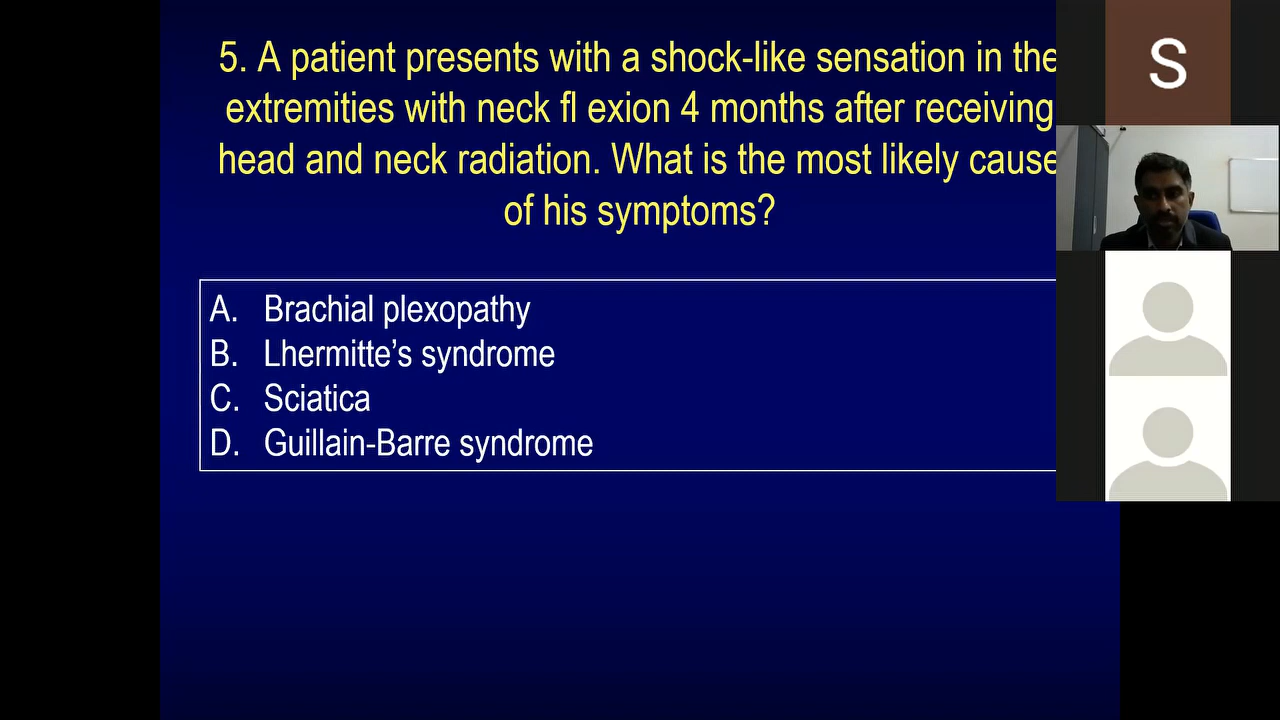 5. A patient presents with a shock-like sensation in the
extremities with neck fl exion 4 months after receiving
head and neck radiation. What is the most likely cause
of his symptoms?
A. Brachial plexopathy
B. Lhermitte's syndrome
C. Sciatica
D. Guillain-Barre syndrome
S